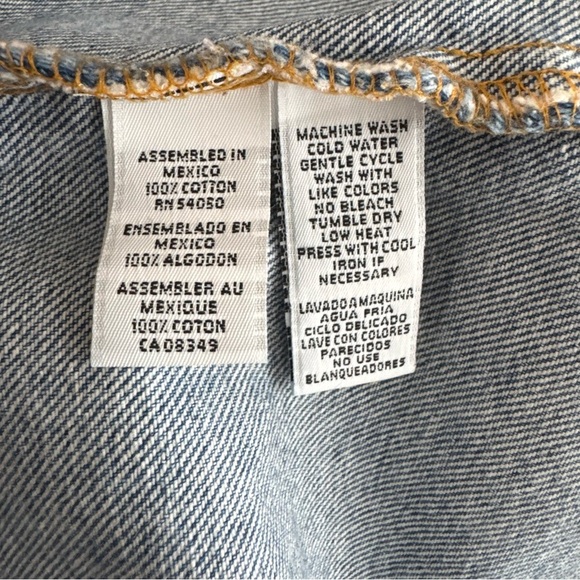 ASSEMBLED IN
MEXICO
100% COTTON
RN 54050
ENSEMBLADO EN
MEXICO
100% ALGODON
ASSEMBLER AU
MEXIQUE
100% COTON
CA 08349
MACHINE WASH
COLD WATER
GENTLE CYCLE
WASH WITH
LIKE COLORS
NO BLEACH
TUMBLE DRY
LOW HEAT
PRESS WITH COOL
IRON IF
NECESSARY
LAVADO A MAQUINA
AGUA FRIA
CICLO DELICADO
LAVE CON COLORES
PARECIDOS
NO USE
BLANQUEADORES